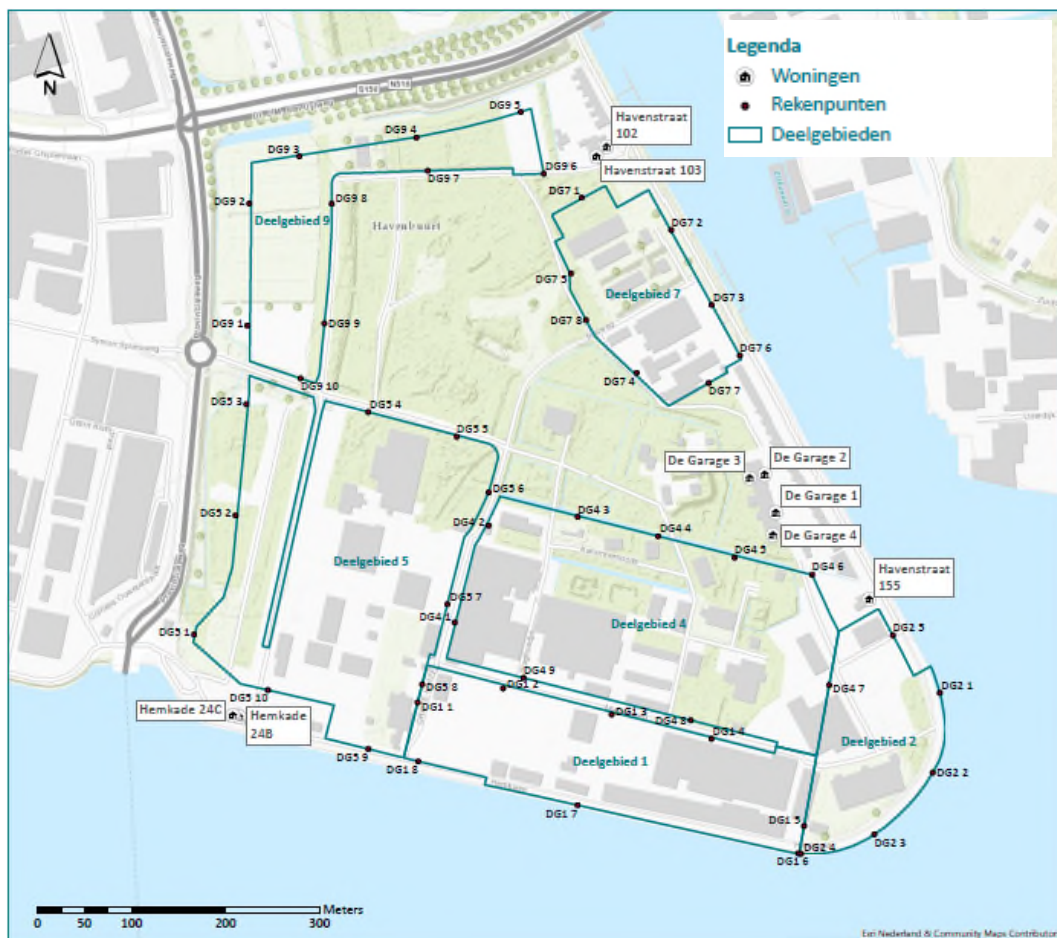 N
S150
N516
Legenda
Woningen
Rekenpunten
Deelgebieden
DG9 5
DG9 4
DG9 3
Havenstraat
102
Havenstraat 103
DG9 6
DG9 7
DG7 1
DG9 2
DG9 8
Deelgebied 9
Havenbuurt
DG7 2
DG7 5
Deelgebied 7
DG7 3
DG7 8
DG9 1
DG9 9
DG7 6
DG7 4
DG7 7
DG9 10
DG5 3
DG5 4
DG5 5
De Garage 3
De Garage 2
DG5 6
De Garage 1
DG5 2
DG4 2
DG4 3
DG4 4
De Garage 4
DG4 5
Deelgebied 5
DG4 6
Havenstraat
155
DG5 7
DG4 1
Deelgebied 4
DG5 1
DG2 5
DG4 9
DG5 8
DG1 2
DG4 7
DG5 10
DG2 1
DG1 1
Hemkade 24C
Hemkade
24B
DG1 3
DG4 8
DG1 4
Deelgebied 2
DG5 9
DG1 8
Deelgebied 1
DG2 2
DG1 7
DG1 5
DG2 3
DG2 4
DG1 6
Meters
0
50
100
200
300
Esri Nederland & Community Maps Contributor